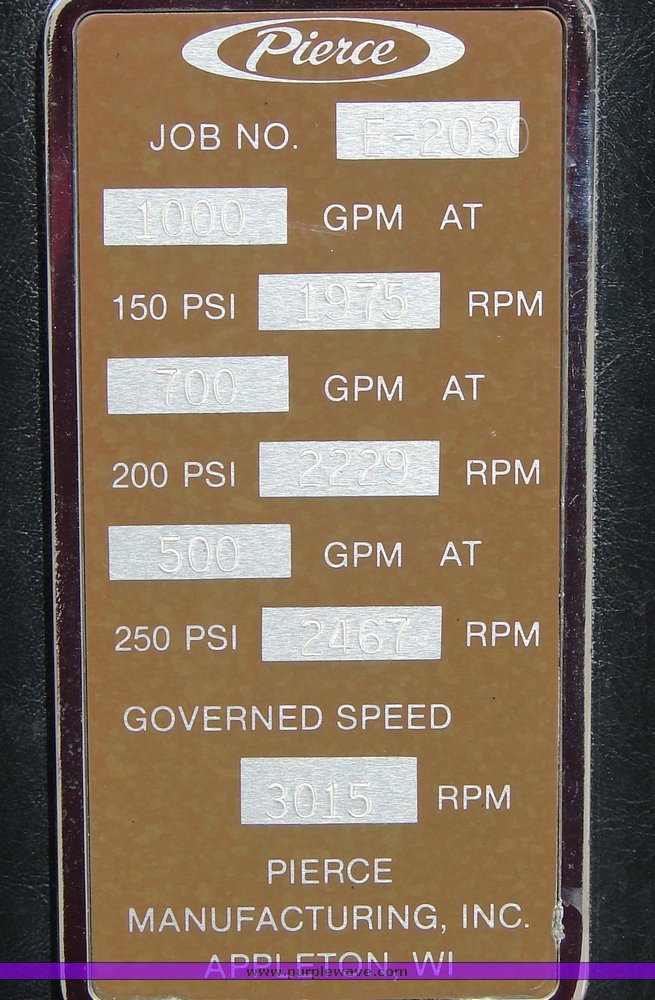 Pierce
JOB NO. E-2030
1000 GPM AT
150 PSI 1975 RPM
700 GPM AT
200 PSI 2229 RPM
500 GPM AT
250 PSI 2467 RPM
GOVERNED SPEED
3015 RPM
PIERCE
MANUFACTURING, INC.
APPLETON, WI
www.purplewave.com